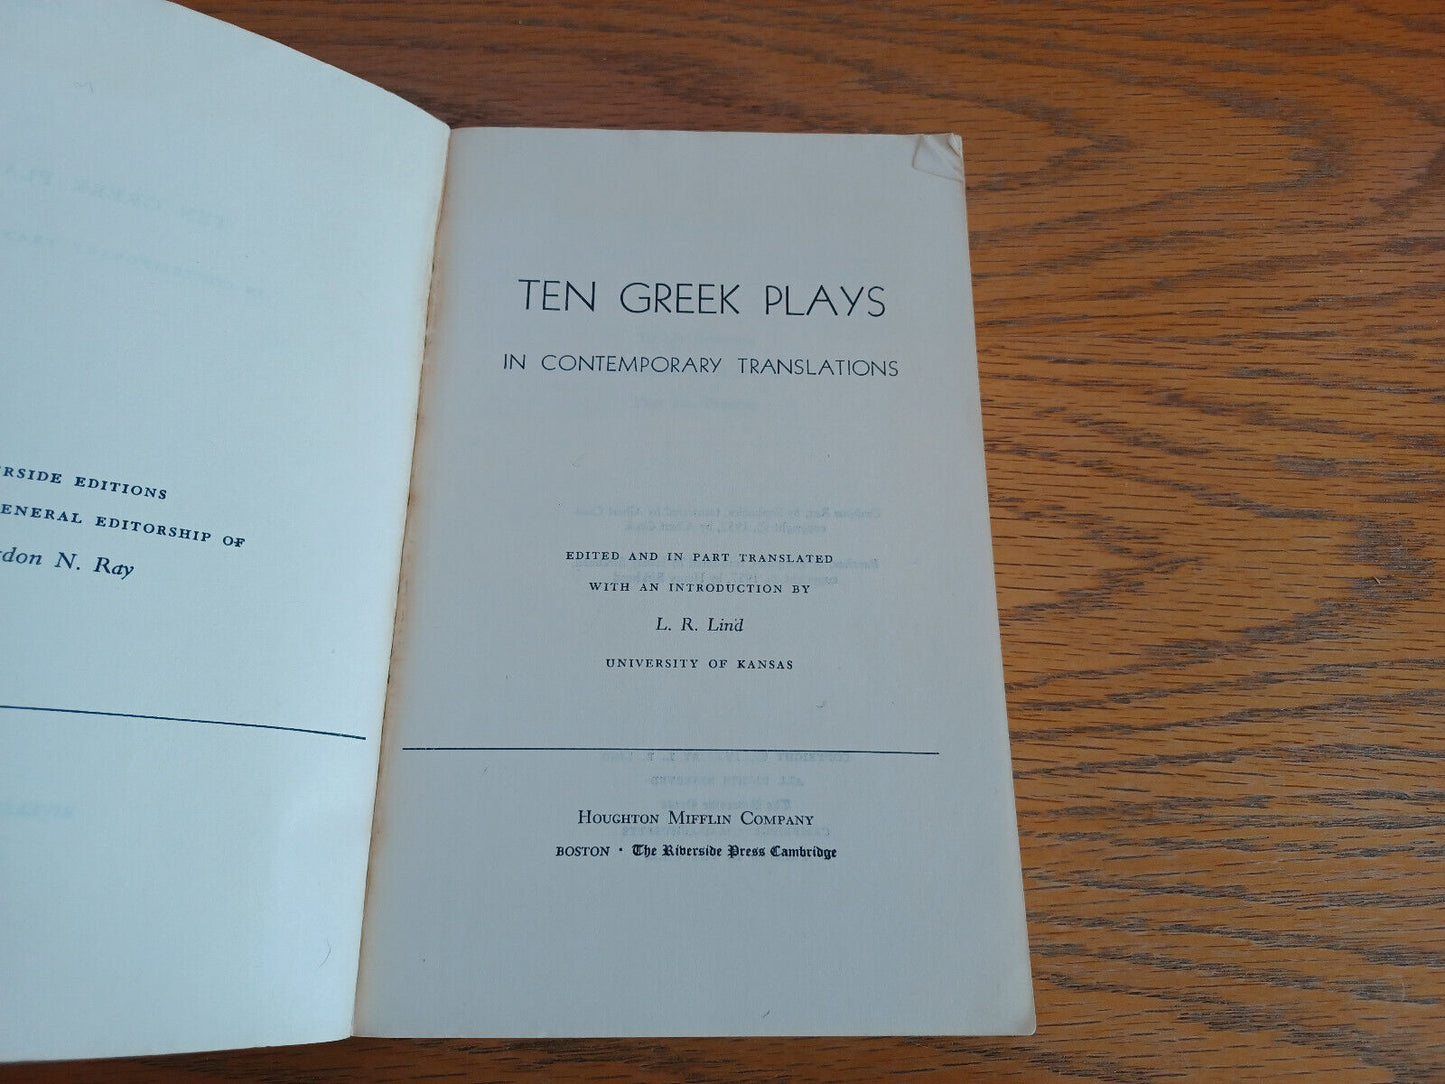 RSIDE EDITIONS
ENERAL EDITORSHIP OF
don N. Ray
TEN GREEK PLAYS
IN CONTEMPORARY TRANSLATIONS
EDITED AND IN PART TRANSLATED
WITH AN INTRODUCTION BY
L. R. Lind
UNIVERSITY OF KANSAS
HOUGHTON MIFFLIN COMPANY
BOSTON · The Riverside Press Cambridge